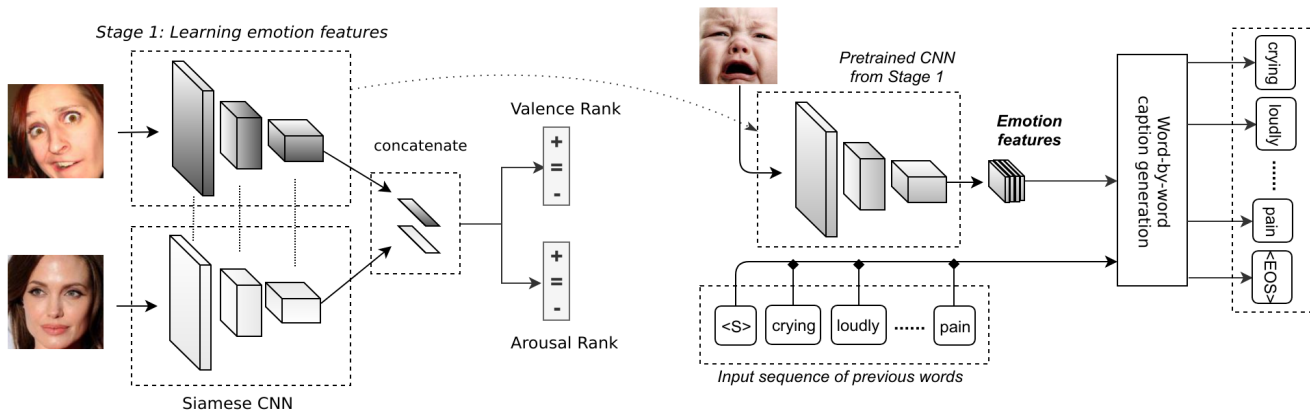 Stage 1: Learning emotion features
Siamese CNN
concatenate
Valence Rank
+
=
-
+
=
-
Arousal Rank
Pretrained CNN
from Stage 1
Emotion
features
<S>
crying
loudly
......
pain
Input sequence of previous words
Word-by-word
caption generation
crying
loudly
......
pain
<EOS>